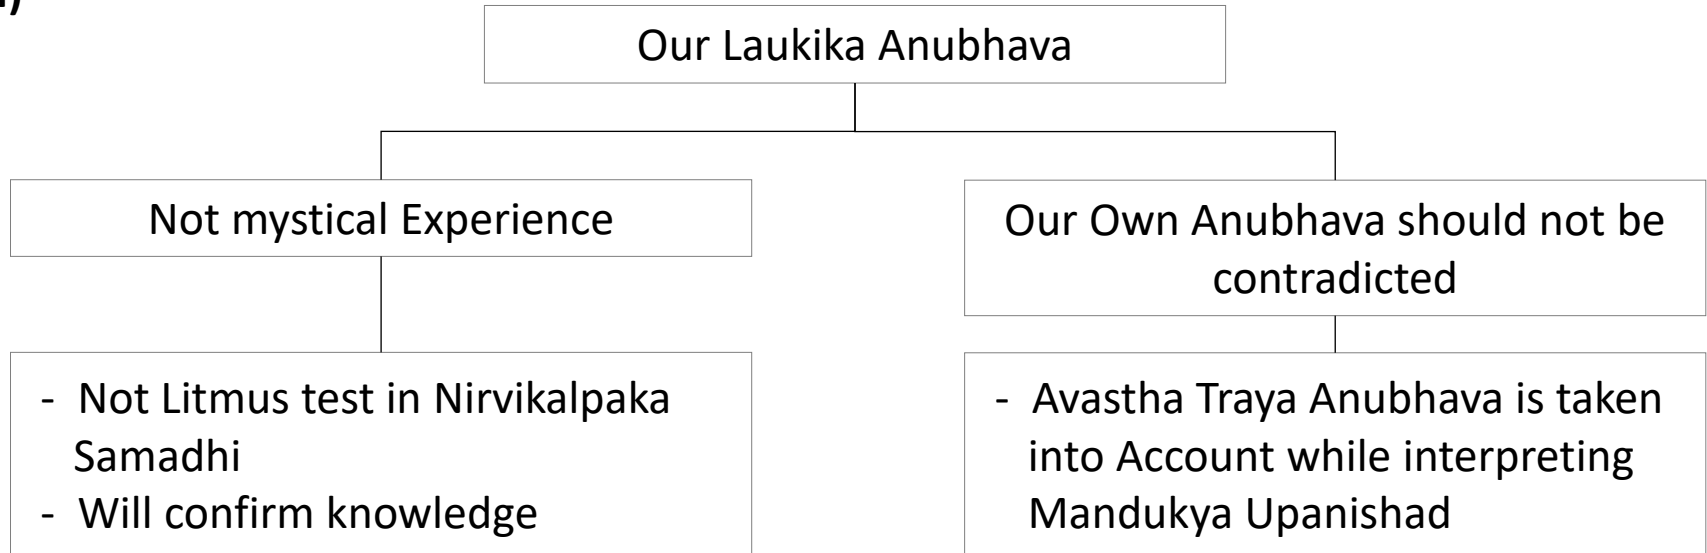 Our Laukika Anubhava
Not mystical Experience
Our Own Anubhava should not be
contradicted
- Not Litmus test in Nirvikalpaka
Samadhi
- Will confirm knowledge
- Avastha Traya Anubhava is taken
into Account while interpreting
Mandukya Upanishad